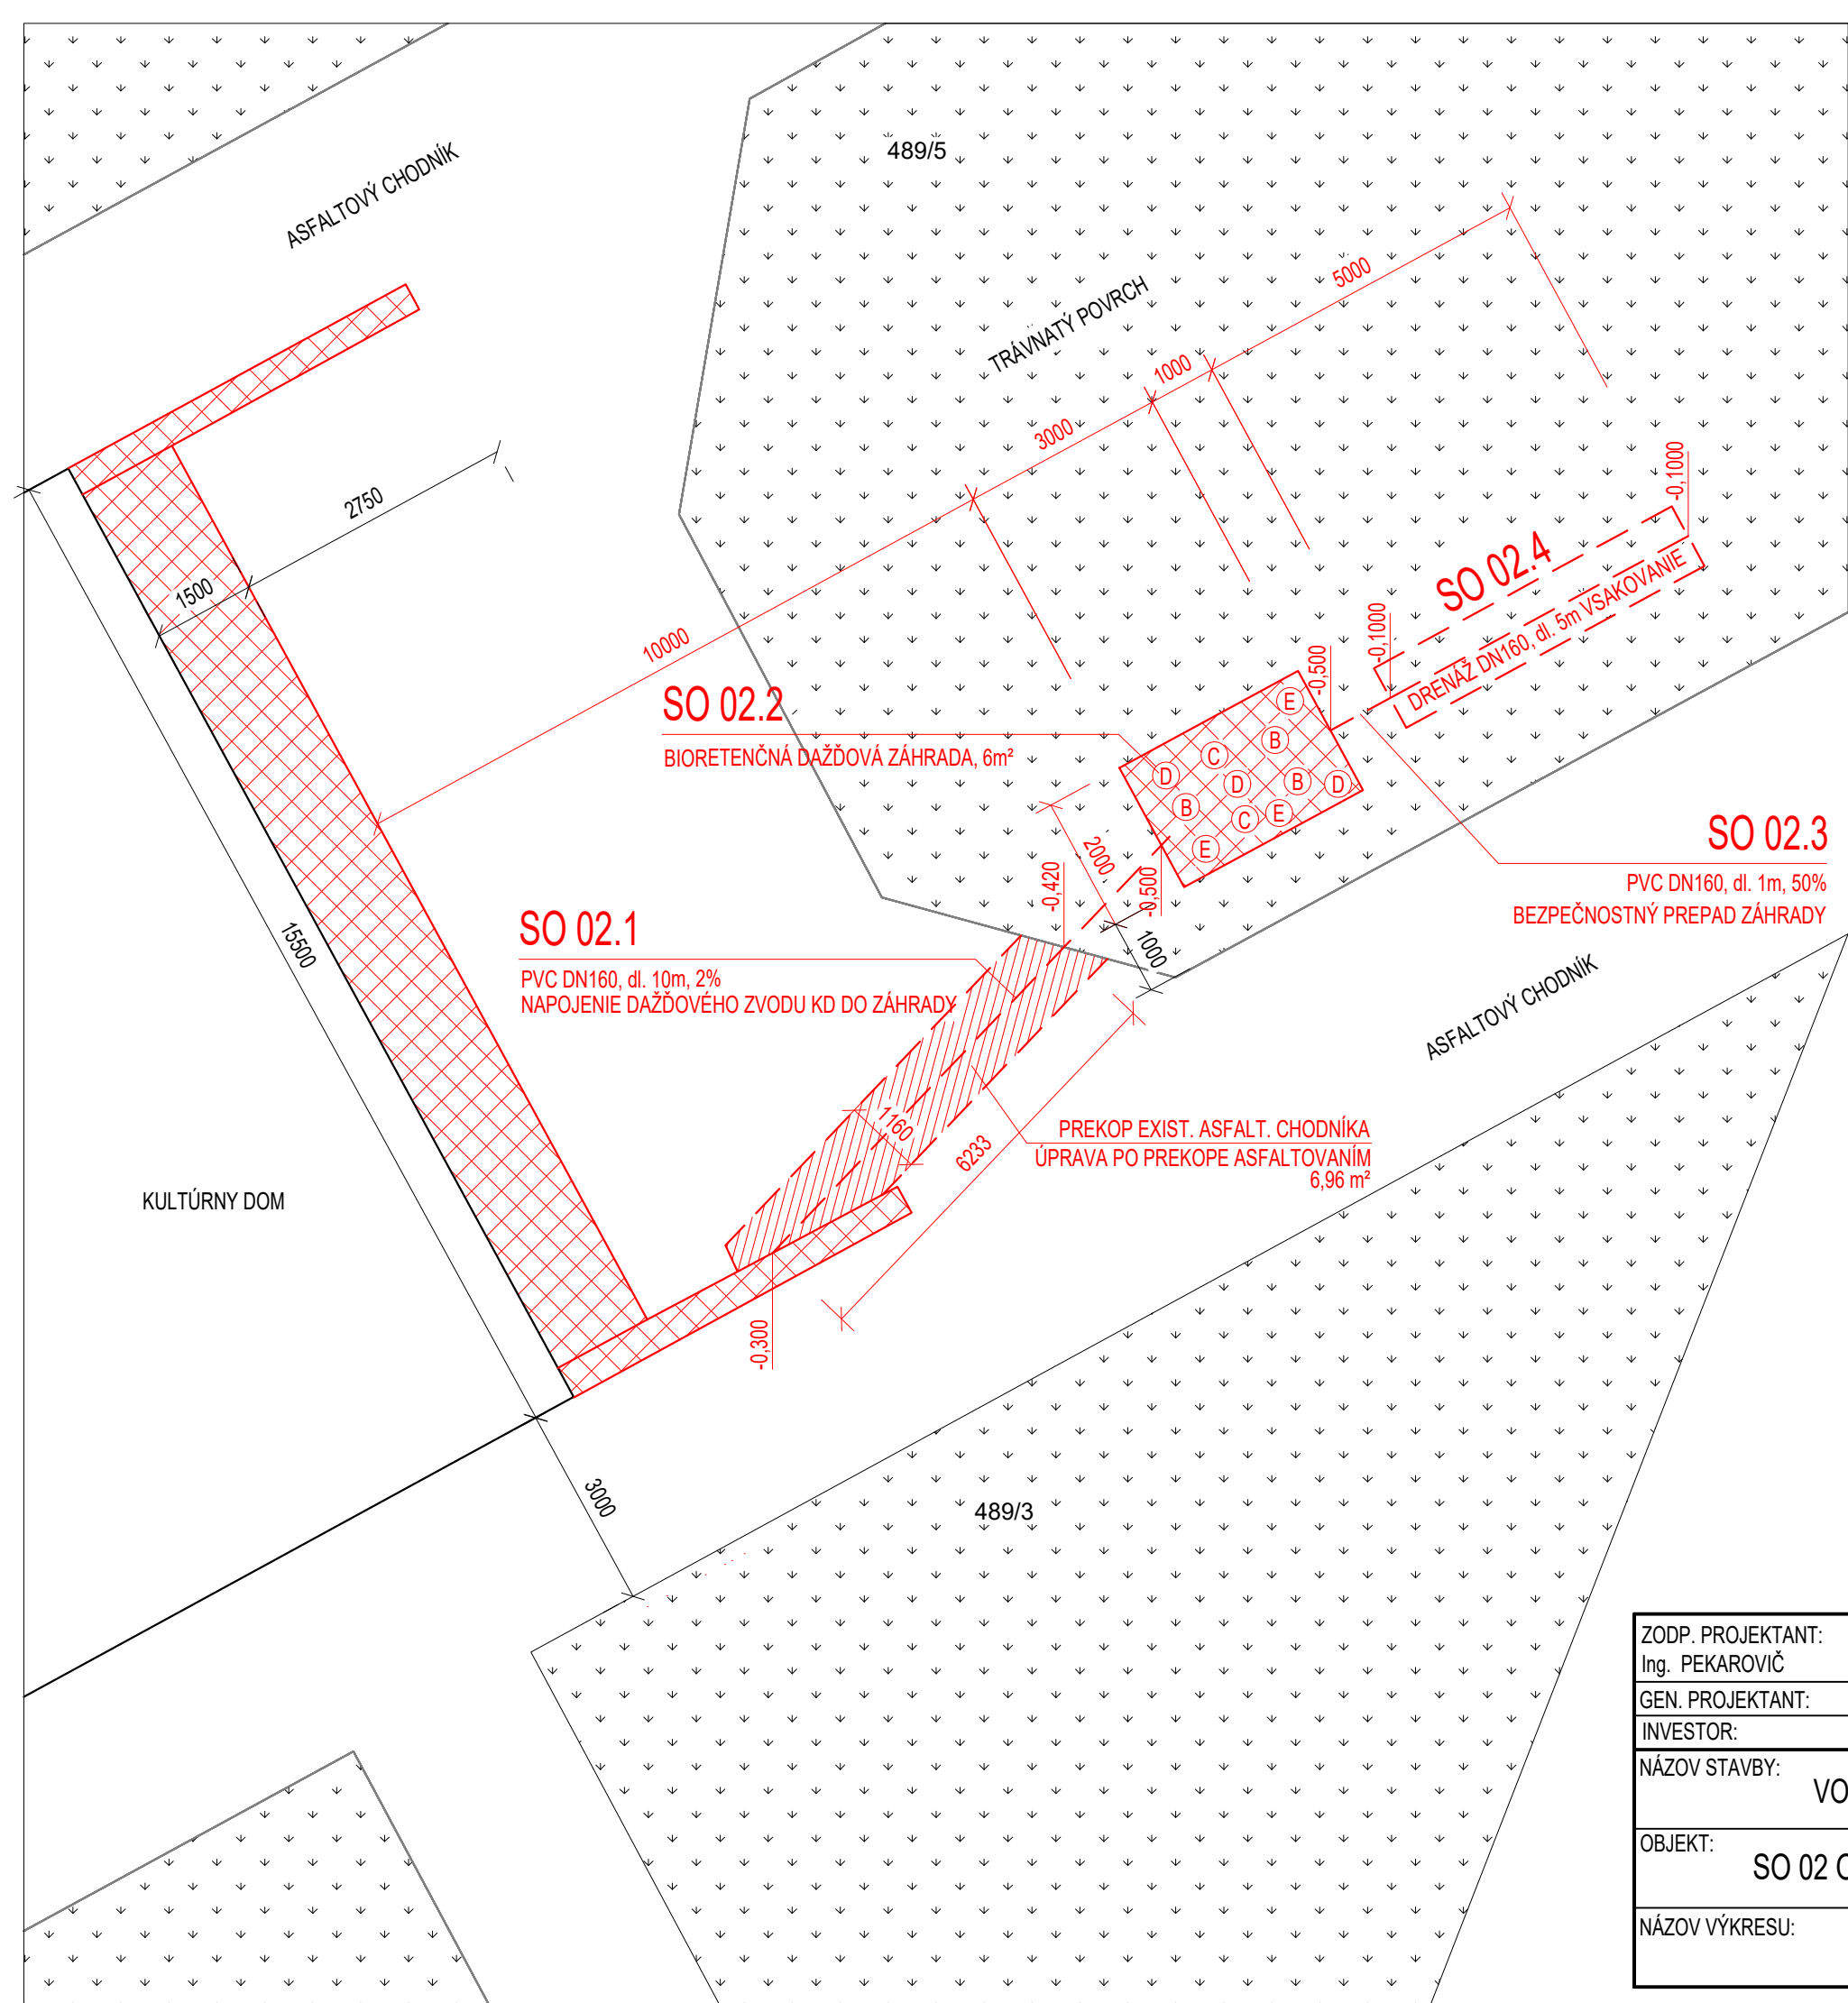 489/5
ASFALTOVÝ CHODNÍK
TRÁVNATÝ POVRCH
5000
1000
3000
2750
-0,1000
1500
SO 02.4
DRENÁŽ DN160, dl. 5m VSAKOVANIE
10000
-0,1000
-0,500
SO 02.2
BIORETENČNÁ DAŽĎOVÁ ZÁHRADA, 6m²
E
B
C
D
D
B
D
B
C
E
E
SO 02.3
PVC DN160, dl. 1m, 50%
BEZPEČNOSTNÝ PREPAD ZÁHRADY
2000
-0,420
-0,500
1000
15500
SO 02.1
PVC DN160, dl. 10m, 2%
NAPOJENIE DAŽĎOVÉHO ZVODU KD DO ZÁHRADY
ASFALTOVÝ CHODNÍK
1160
6233
PREKOP EXIST. ASFALT. CHODNÍKA
ÚPRAVA PO PREKOPE ASFALTOVANÍM
6,96 m²
KULTÚRNY DOM
-0,300
3000
489/3
ZODP. PROJEKTANT:
Ing. PEKAROVIČ
GEN. PROJEKTANT:
INVESTOR:
NÁZOV STAVBY:
VO
OBJEKT:
SO 02 O
NÁZOV VÝKRESU: